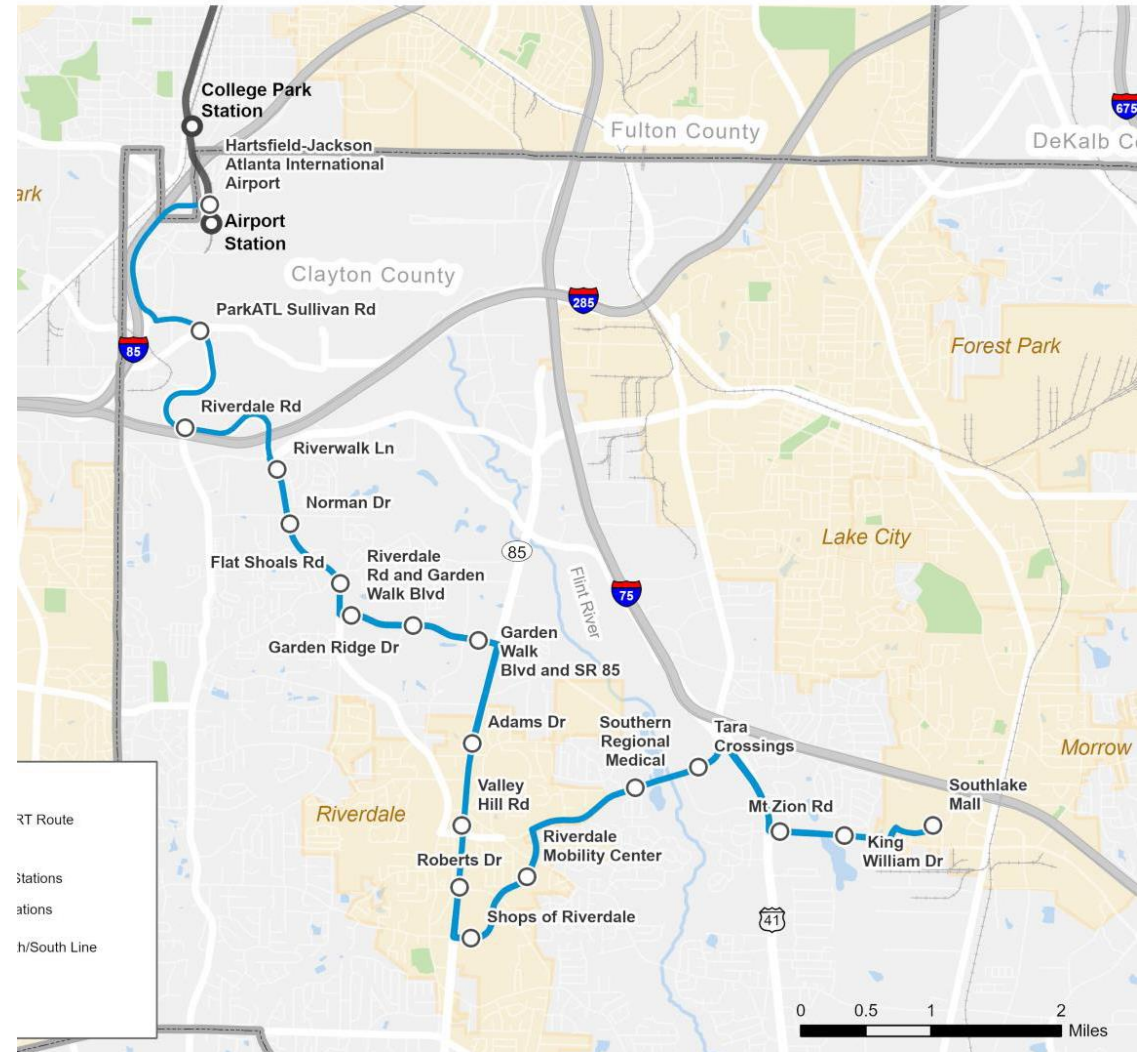 College Park
Station
Fulton County
675
DeKalb Co
Hartsfield-Jackson
Atlanta International
Airport
ark
Airport
Station
Clayton County
285
ParkATL Sullivan Rd
85
Forest Park
Riverdale Rd
Riverwalk Ln
Norman Dr
Lake City
85
Flat Shoals Rd
Riverdale
Rd and Garden
Walk Blvd
Flint River
75
Garden Ridge Dr
Garden
Walk
Blvd and SR 85
Adams Dr
Southern
Regional
Medical
Tara
Crossings
Morrow
Valley
Hill Rd
Southlake
Mall
Riverdale
Mt Zion Rd
RT Route
Riverdale
Mobility Center
King
William Dr
Roberts Dr
Stations
ations
Shops of Riverdale
41
h/South Line
0 0.5 1 2
Miles